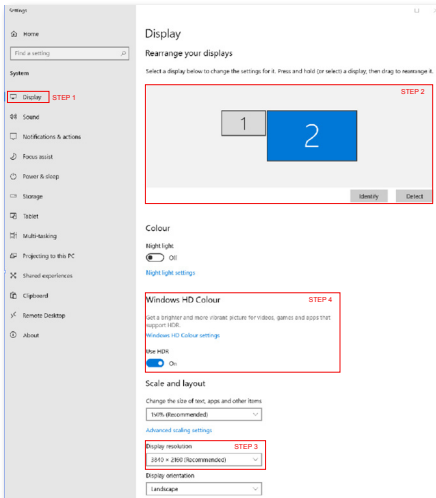 Settings
Home
Find a setting
System
Display STEP 1
Sound
Notifications & actions
Focus assist
Power & sleep
Storage
Tablet
Multi-tasking
Projecting to this PC
Shared experiences
Clipboard
Remote Desktop
About
Display
Rearrange your displays
Select a display below to change the settings for it. Press and hold (or select) a display, then drag to rearrange it.
STEP 2
1 2
Identify Detect
Colour
Night light
Off
Night light settings
Windows HD Colour STEP 4
Get a brighter and more vibrant picture for videos, games and apps that
support HDR.
Windows HD Colour settings
Use HDR
On
Scale and layout
Change the size of text, apps and other items
150% (Recommended)
Advanced scaling settings
Display resolution STEP 3
3840 × 2160 (Recommended)
Display orientation
Landscape